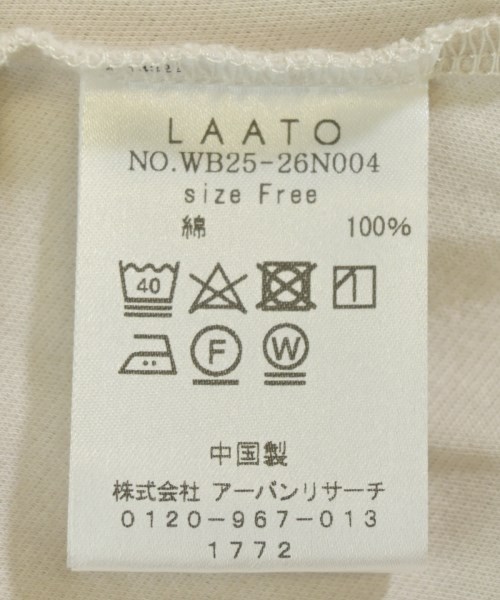 LAATO
NO.WB25-26N004
size Free
綿 100%
40
F W
中国製
株式会社 アーバンリサーチ
0120-967-013
1772